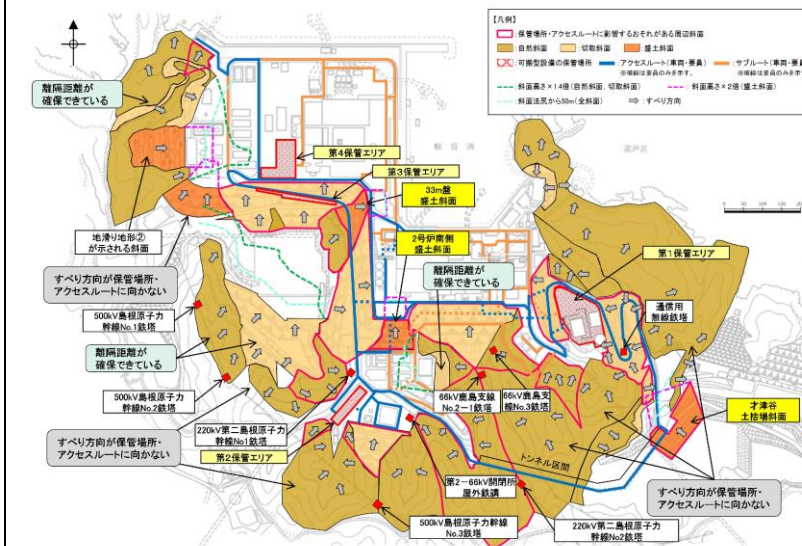 【凡例】
：保管場所・アクセスルートに影響するおそれがある周辺斜面
：自然斜面 ：切取斜面 ：盛土斜面
：可搬型設備の保管場所 ：アクセスルート（車両・要員） ：サブルート（車両・要員
※破線は要員のみを示す。 ※破線は要員のみを示す
：斜面高さ×1.4倍（自然斜面，切取斜面） ：斜面高さ×2倍（盛土斜面）
：斜面法尻から50m（全斜面） ：すべり方向
離隔距離が
確保できている
輪谷湾
第4保管エリア
第3保管エリア
33m盤
盛土斜面
地滑り地形②
が示される斜面
2号炉南側
盛土斜面
離隔距離が
確保できている
第1保管エリア
通信用
無線鉄塔
すべり方向が保管場所・
アクセスルートに向かない
500kV島根原子力
幹線No.1鉄塔
離隔距離が
確保できている
500kV島根原子力
幹線No.2鉄塔
66kV鹿島支線
No.2－1鉄塔
66kV鹿島支
線No.3鉄塔
220kV第二島根原子力
幹線No1鉄塔
才津谷
土捨場斜面
すべり方向が保管場所・
アクセスルートに向かない
第2保管エリア
トンネル区間
第2－66kV開閉所
屋外鉄構
すべり方向が保管場所・
アクセスルートに向かない
500kV島根原子力幹線
No.3鉄塔
220kV第二島根原子力
幹線No2鉄塔